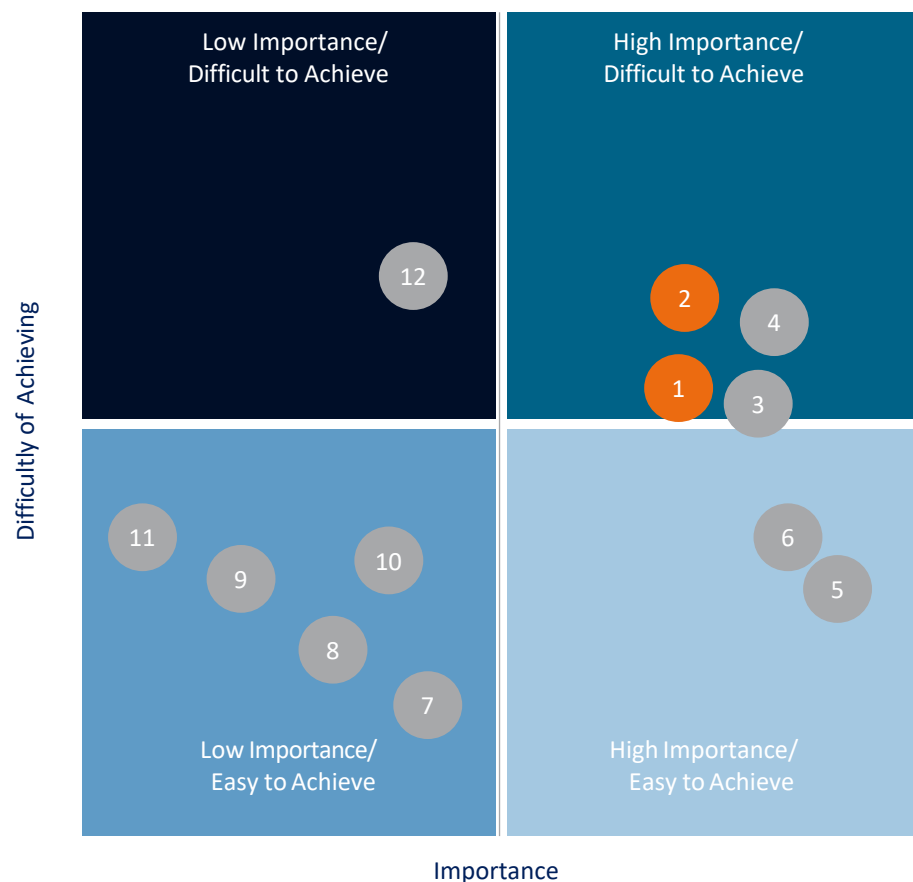 Low Importance/
Difficult to Achieve
High Importance/
Difficult to Achieve
12
2
4
1
3
Difficultly of Achieving
11
9
10
8
7
6
5
Low Importance/
Easy to Achieve
High Importance/
Easy to Achieve
Importance